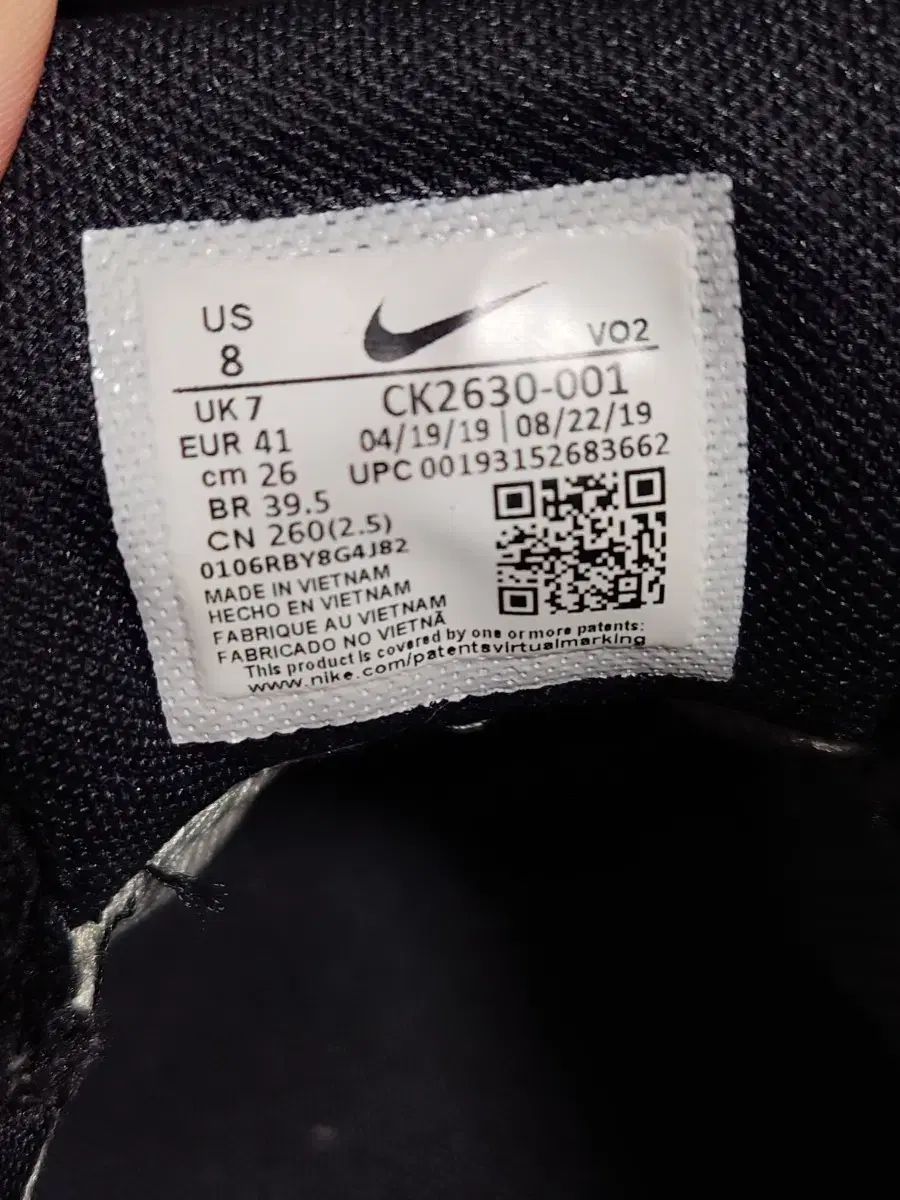 US
8
VO2
UK 7
CK2630-001
EUR 41
04/19/19 | 08/22/19
cm 26
UPC 00193152683662
BR 39.5
CN 260(2.5)
0106RBY8G4J82
MADE IN VIETNAM
HECHO EN VIETNAM
FABRIQUE AU VIETNAM
FABRICADO NO VIETNÃ
This product is covered by one or more patents:
www.nike.com/patentsvirtualmarking